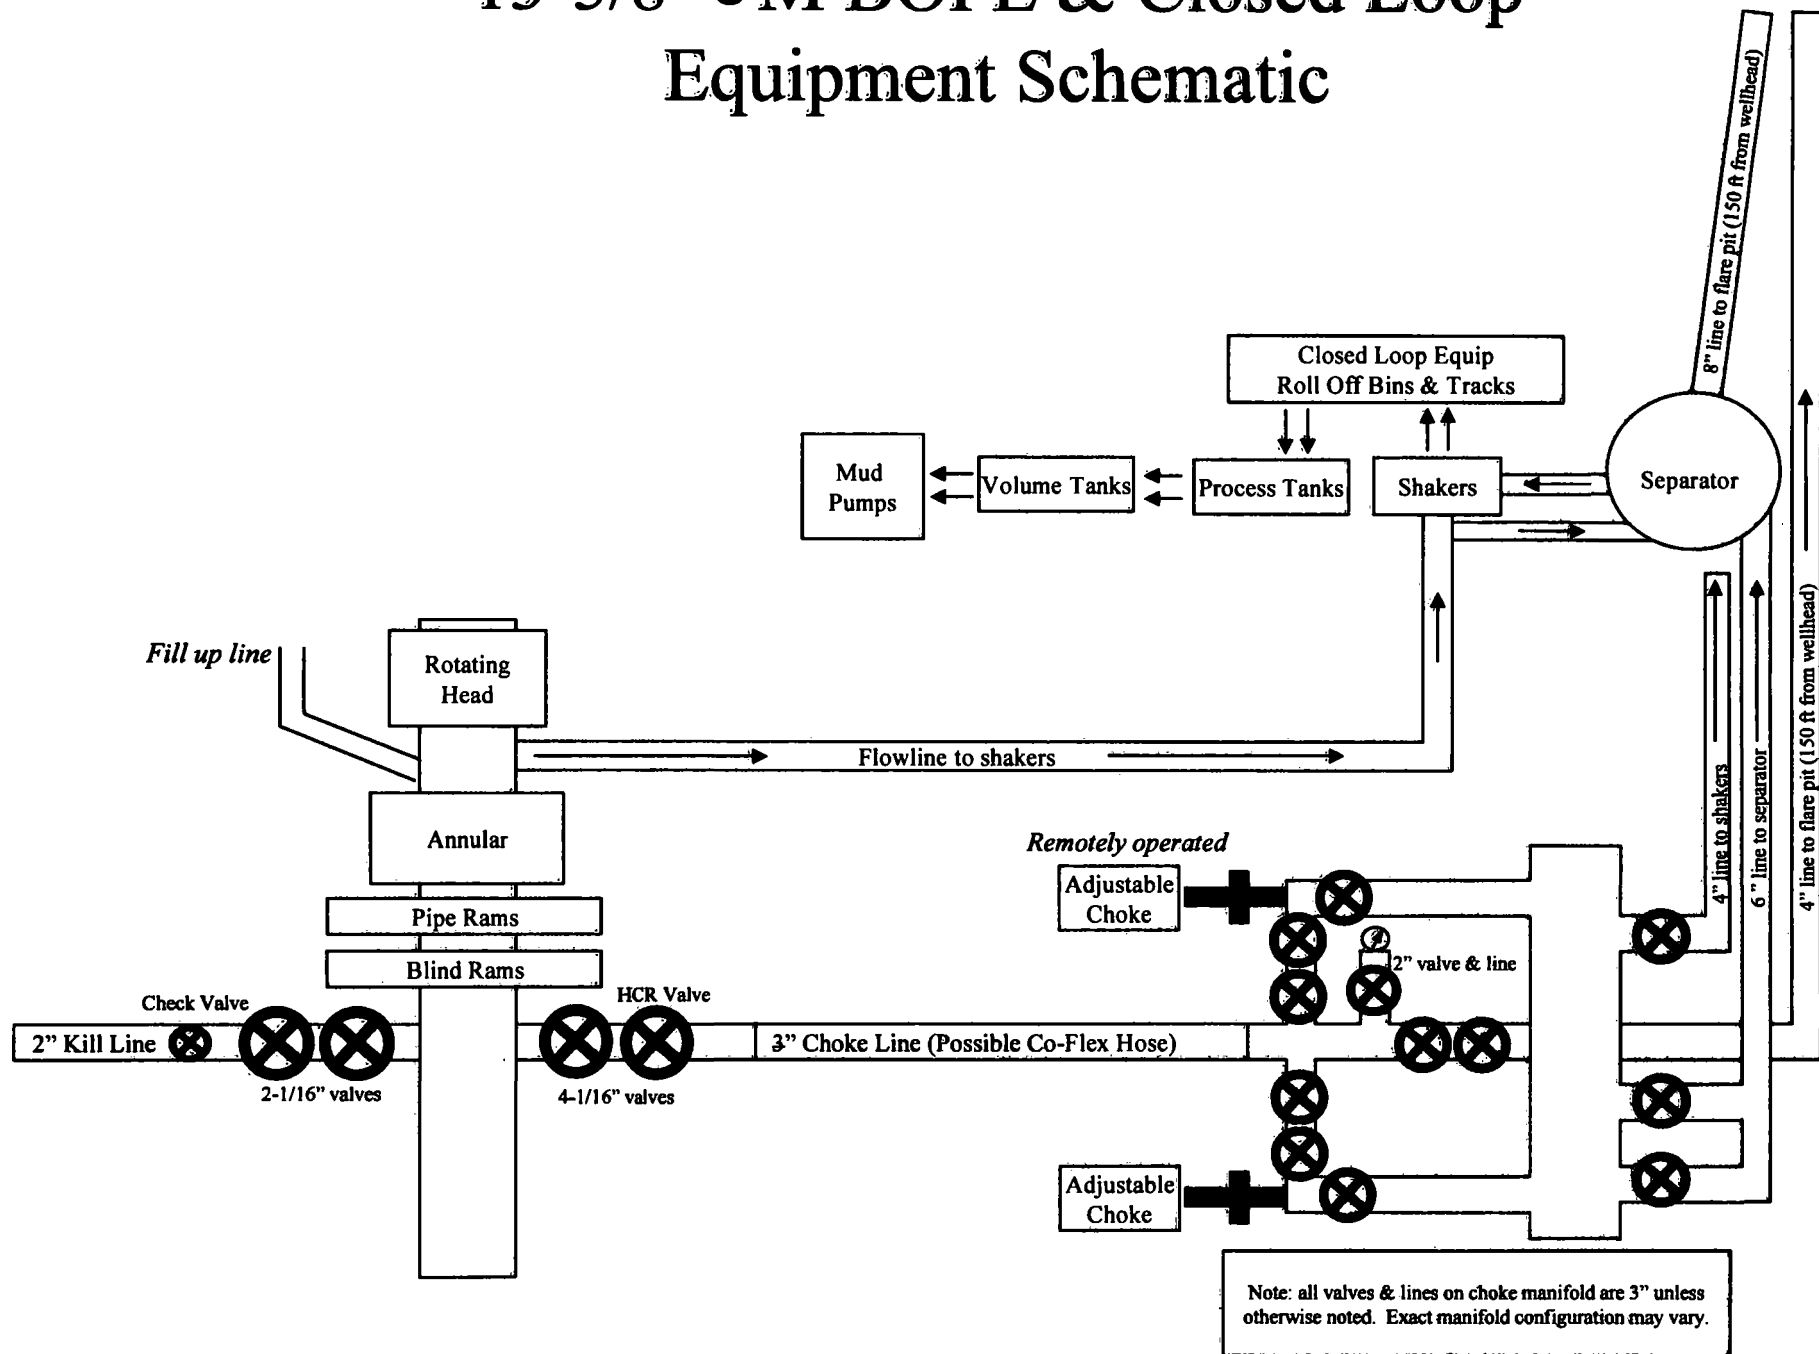 BOPE & Closed Loop
Equipment Schematic
8” line to flare pit (150 ft from wellhead)
Closed Loop Equip
Roll Off Bins & Tracks
Mud
Pumps
Volume Tanks
Process Tanks
Shakers
Separator
Fill up line
Rotating
Head
Flowline to shakers
Annular
Pipe Rams
Blind Rams
Check Valve
HCR Valve
2” Kill Line
3” Choke Line (Possible Co-Flex Hose)
2-1/16” valves
4-1/16” valves
Remotely operated
Adjustable
Choke
2” valve & line
Adjustable
Choke
4” line to shakers
6” line to separator
4” line to flare pit (150 ft from wellhead)
Note: all valves & lines on choke manifold are 3” unless
otherwise noted. Exact manifold configuration may vary.